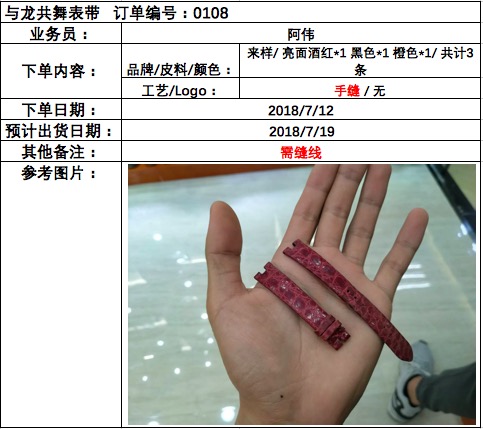 与龙共舞表带 订单编号：0108
业务员： 阿伟
下单内容： 品牌/皮料/颜色： 来样/ 亮面酒红*1 黑色*1 橙色*1/ 共计3
条
工艺/Logo： 手缝 / 无
下单日期： 2018/7/12
预计出货日期： 2018/7/19
其他备注： 需缝线
参考图片：